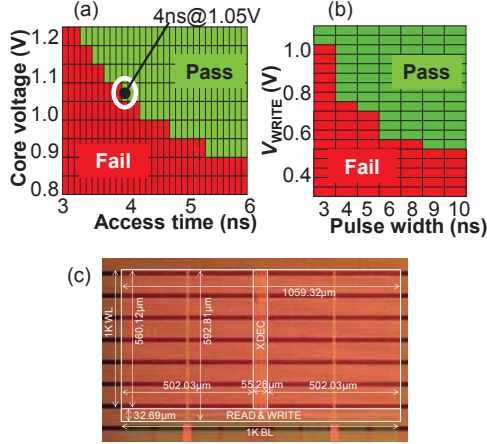 (a)
4ns@1.05V
Core voltage (V)
1.2
1.1
1.0
0.9
0.8
Pass
Fail
3
4
5
6
Access time (ns)
(b)
VWRITE (V)
1.0
0.8
0.6
0.4
Pass
Fail
3 4 5 6 7 8 9 10
Pulse width (ns)
(c)
1059.32μm
1K WL
560.12μm
592.81μm
X DEC
502.03μm
55.26μm
502.03μm
32.69μm
READ & WRITE
1K BL